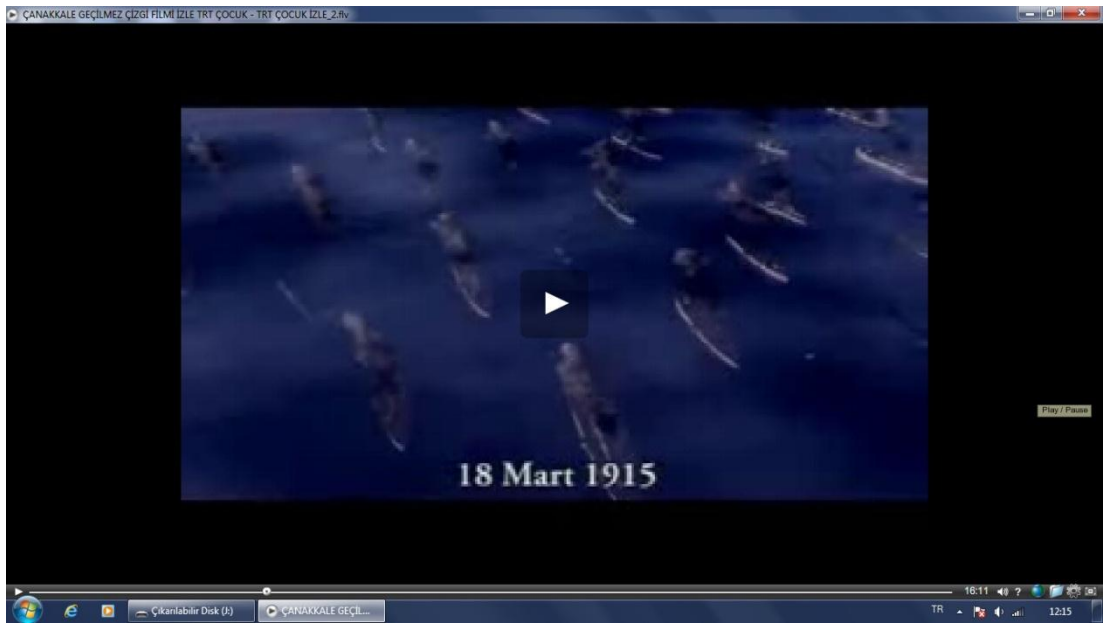 ÇANAKKALE GEÇİLMEZ ÇİZGİ FİLMİ İZLE TRT ÇOCUK - TRT ÇOCUK İZLE_2.flv
Play / Pause
18 Mart 1915
16:11
?
Çıkarılabilir Disk (J:)
ÇANAKKALE GEÇİL...
TR
12:15